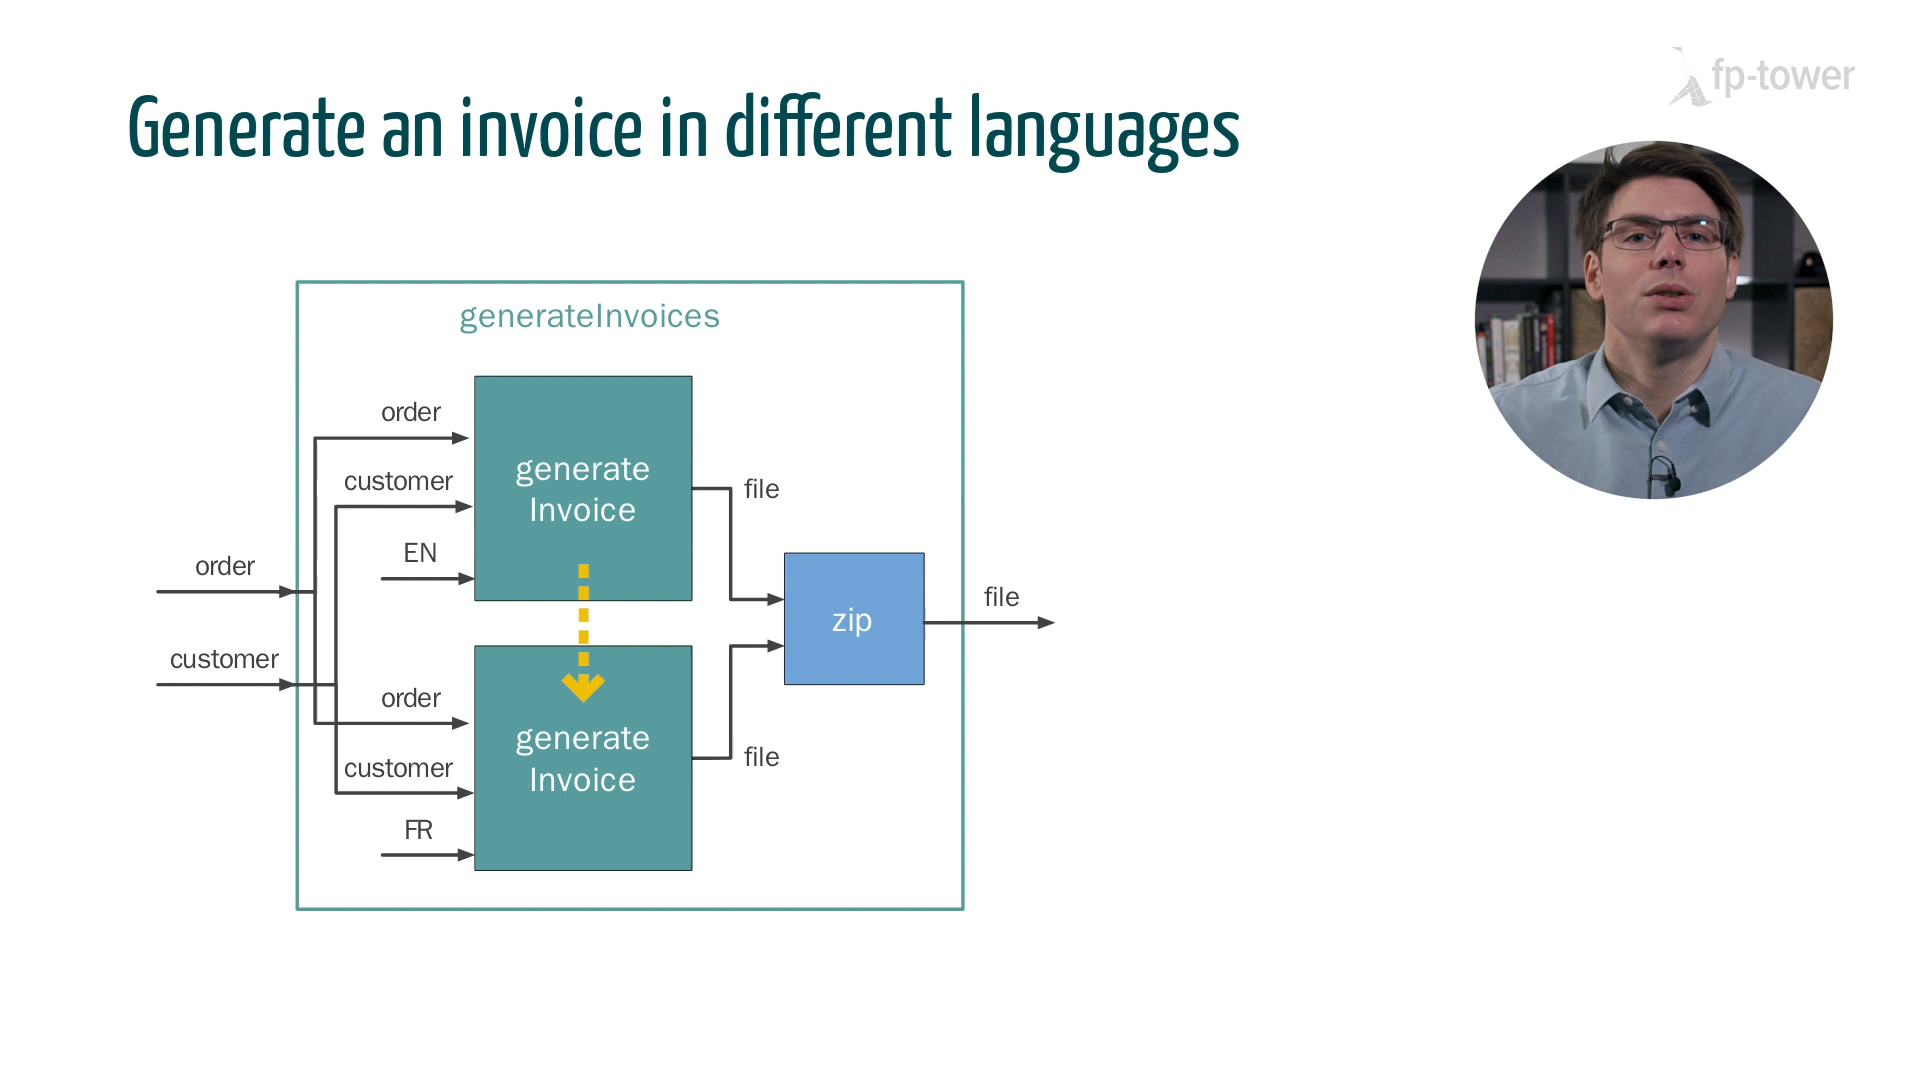 fp-tower
Generate an invoice in different languages
generateInvoices
order
customer
EN
generate
Invoice
file
order
customer
zip
file
order
customer
FR
generate
Invoice
file